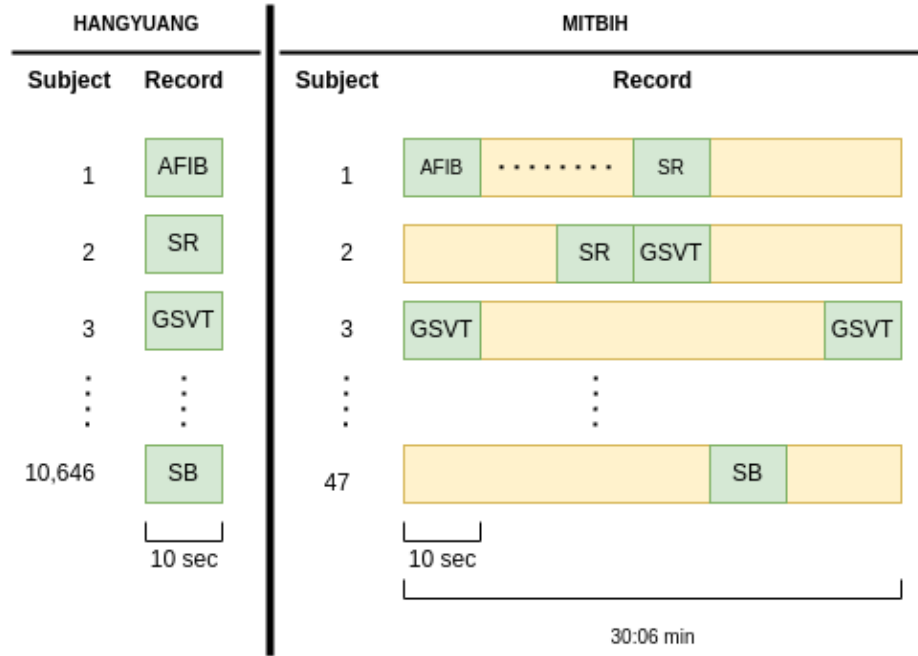 HANGYUANG
MITBIH
Subject Record
Subject Record
1 AFIB
1 AFIB SR
2 SR
2 SR GSVT
3 GSVT
3 GSVT GSVT
10,646 SB
47 SB
10 sec
10 sec
30:06 min